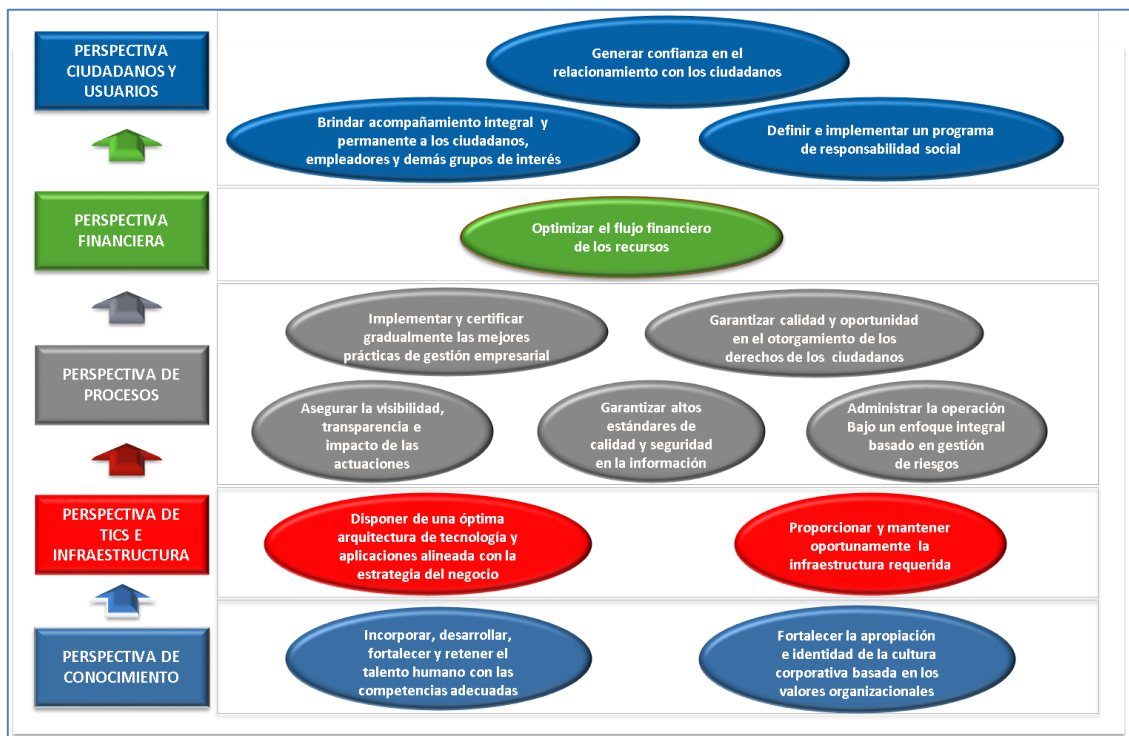 PERSPECTIVA
CIUDADANOS Y
USUARIOS
Generar confianza en el
relacionamiento con los ciudadanos
Brindar acompañamiento integral y
permanente a los ciudadanos,
empleadores y demás grupos de interés
Definir e implementar un programa
de responsabilidad social
PERSPECTIVA
FINANCIERA
Optimizar el flujo financiero
de los recursos
PERSPECTIVA DE
PROCESOS
Implementar y certificar
gradualmente las mejores
prácticas de gestión empresarial
Garantizar calidad y oportunidad
en el otorgamiento de los
derechos de los ciudadanos
Asegurar la visibilidad,
transparencia e
impacto de las
actuaciones
Garantizar altos
estándares de
calidad y seguridad
en la información
Administrar la operación
Bajo un enfoque integral
basado en gestión
de riesgos
PERSPECTIVA DE
TICS E
INFRAESTRUCTURA
Disponer de una óptima
arquitectura de tecnología y
aplicaciones alineada con la
estrategia del negocio
Proporcionar y mantener
oportunamente la
infraestructura requerida
PERSPECTIVA DE
CONOCIMIENTO
Incorporar, desarrollar,
fortalecer y retener el
talento humano con las
competencias adecuadas
Fortalecer la apropiación
e identidad de la cultura
corporativa basada en los
valores organizacionales